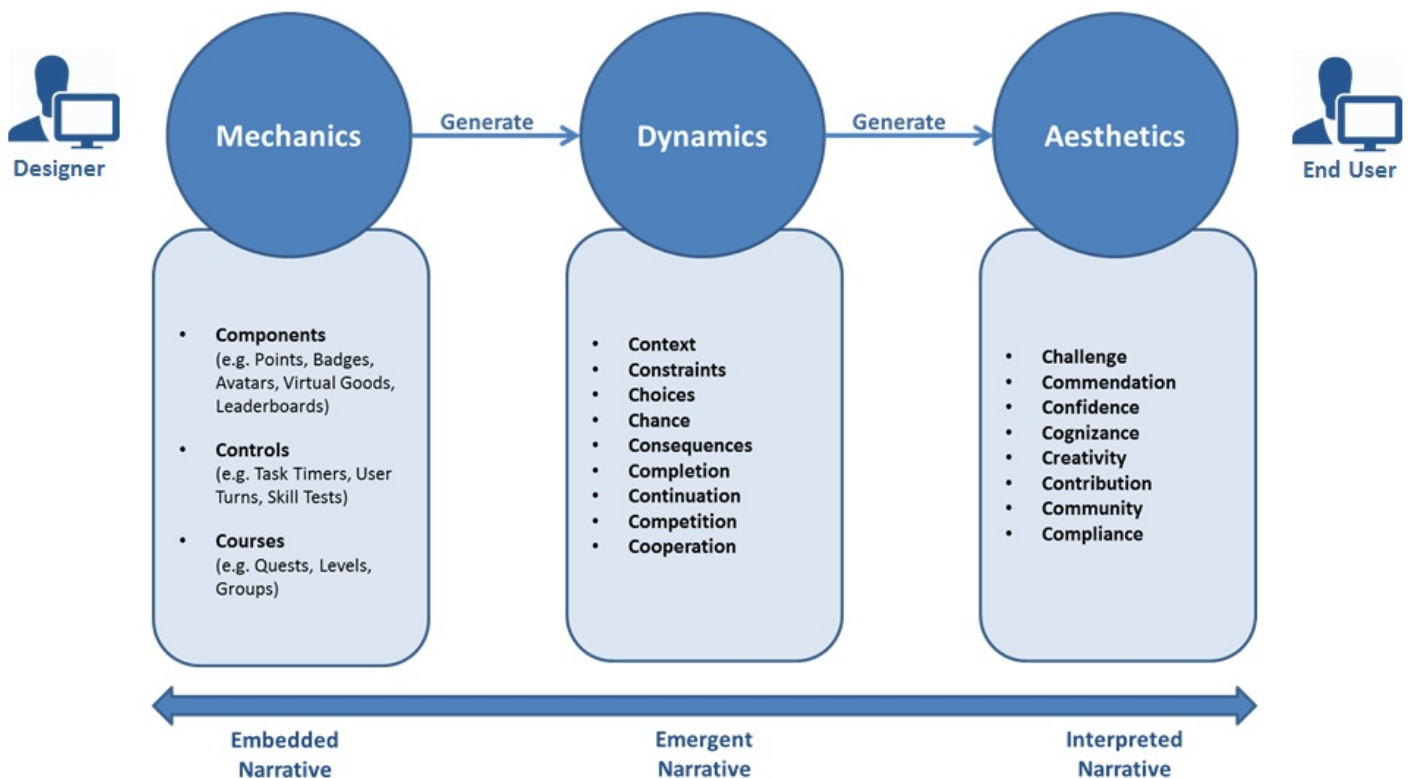 Designer
Mechanics
Generate
Dynamics
Generate
Aesthetics
End User
• Components
(e.g. Points, Badges,
Avatars, Virtual Goods,
Leaderboards)
• Controls
(e.g. Task Timers, User
Turns, Skill Tests)
• Courses
(e.g. Quests, Levels,
Groups)
• Context
• Constraints
• Choices
• Chance
• Consequences
• Completion
• Continuation
• Competition
• Cooperation
• Challenge
• Commendation
• Confidence
• Cognizance
• Creativity
• Contribution
• Community
• Compliance
Embedded
Narrative
Emergent
Narrative
Interpreted
Narrative